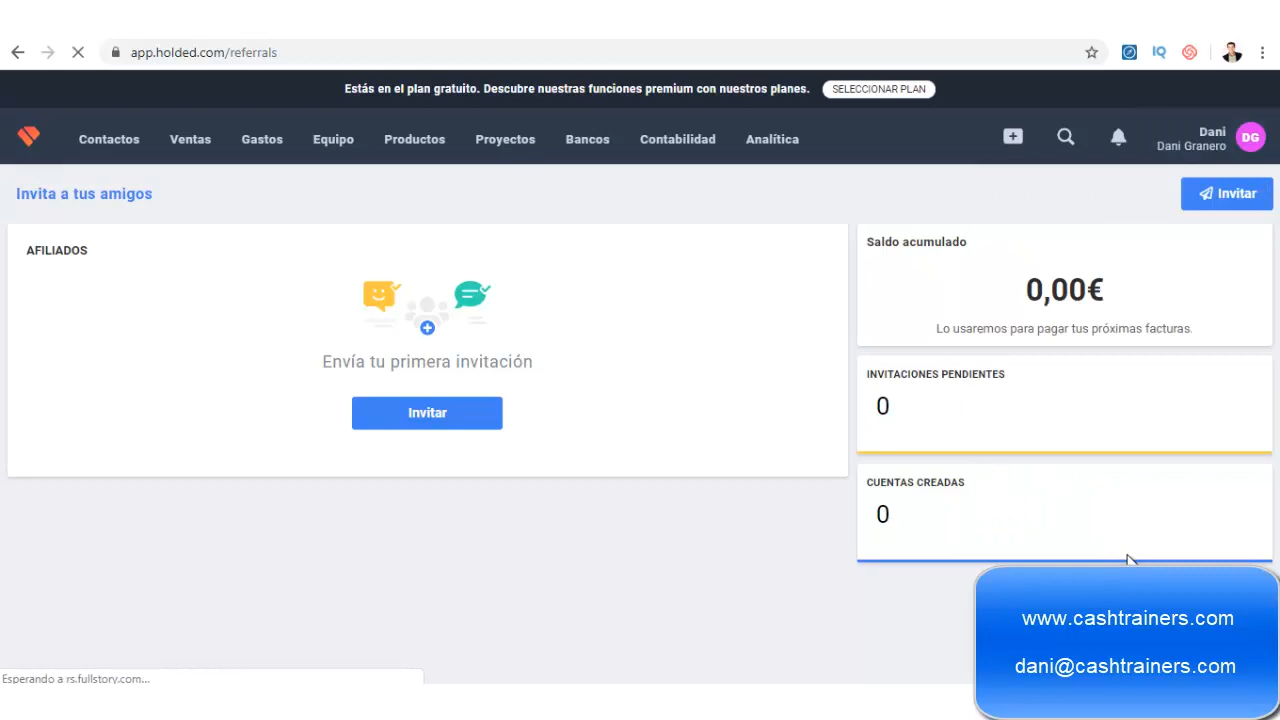 app.holded.com/referrals
IQ
Estás en el plan gratuito. Descubre nuestras funciones premium con nuestros planes. SELECCIONAR PLAN
Contactos Ventas Gastos Equipo Productos Proyectos Bancos Contabilidad Analítica
Dani
Dani Granero
DG
Invita a tus amigos
Invitar
AFILIADOS
Envía tu primera invitación
Invitar
Saldo acumulado
0,00€
Lo usaremos para pagar tus próximas facturas.
INVITACIONES PENDIENTES
0
CUENTAS CREADAS
0
www.cashtrainers.com
dani@cashtrainers.com
Esperando a rs.fullstory.com...